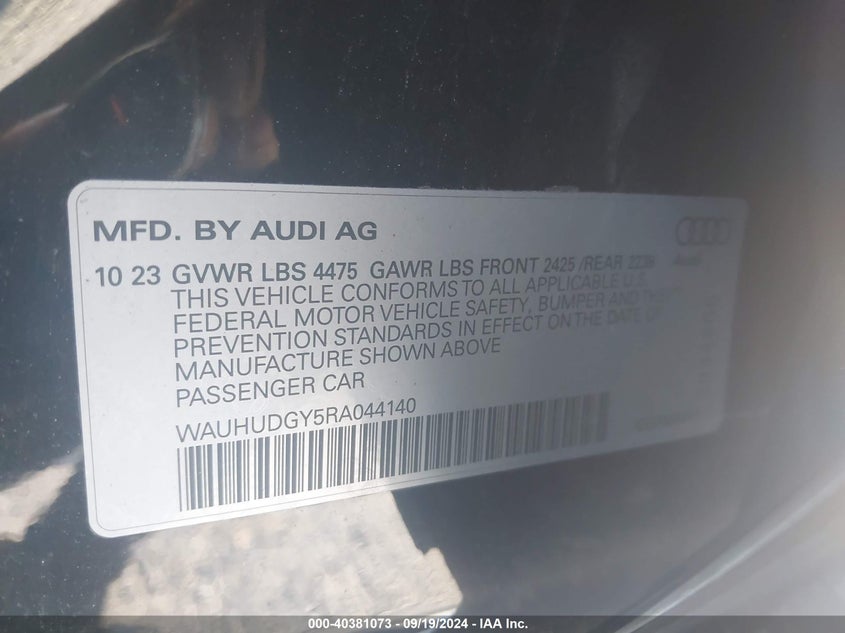 MFD. BY AUDI AG
10 23 GVWR LBS 4475 GAWR LBS FRONT 2425 /REAR
THIS VEHICLE CONFORMS TO ALL APPLICABLE U.S.
FEDERAL MOTOR VEHICLE SAFETY, BUMPER AND THEFT
PREVENTION STANDARDS IN EFFECT ON THE DATE OF
MANUFACTURE SHOWN ABOVE
PASSENGER CAR
WAUHUDGY5RA044140
Audi
000-40381073 - 09/19/2024 - IAA Inc.